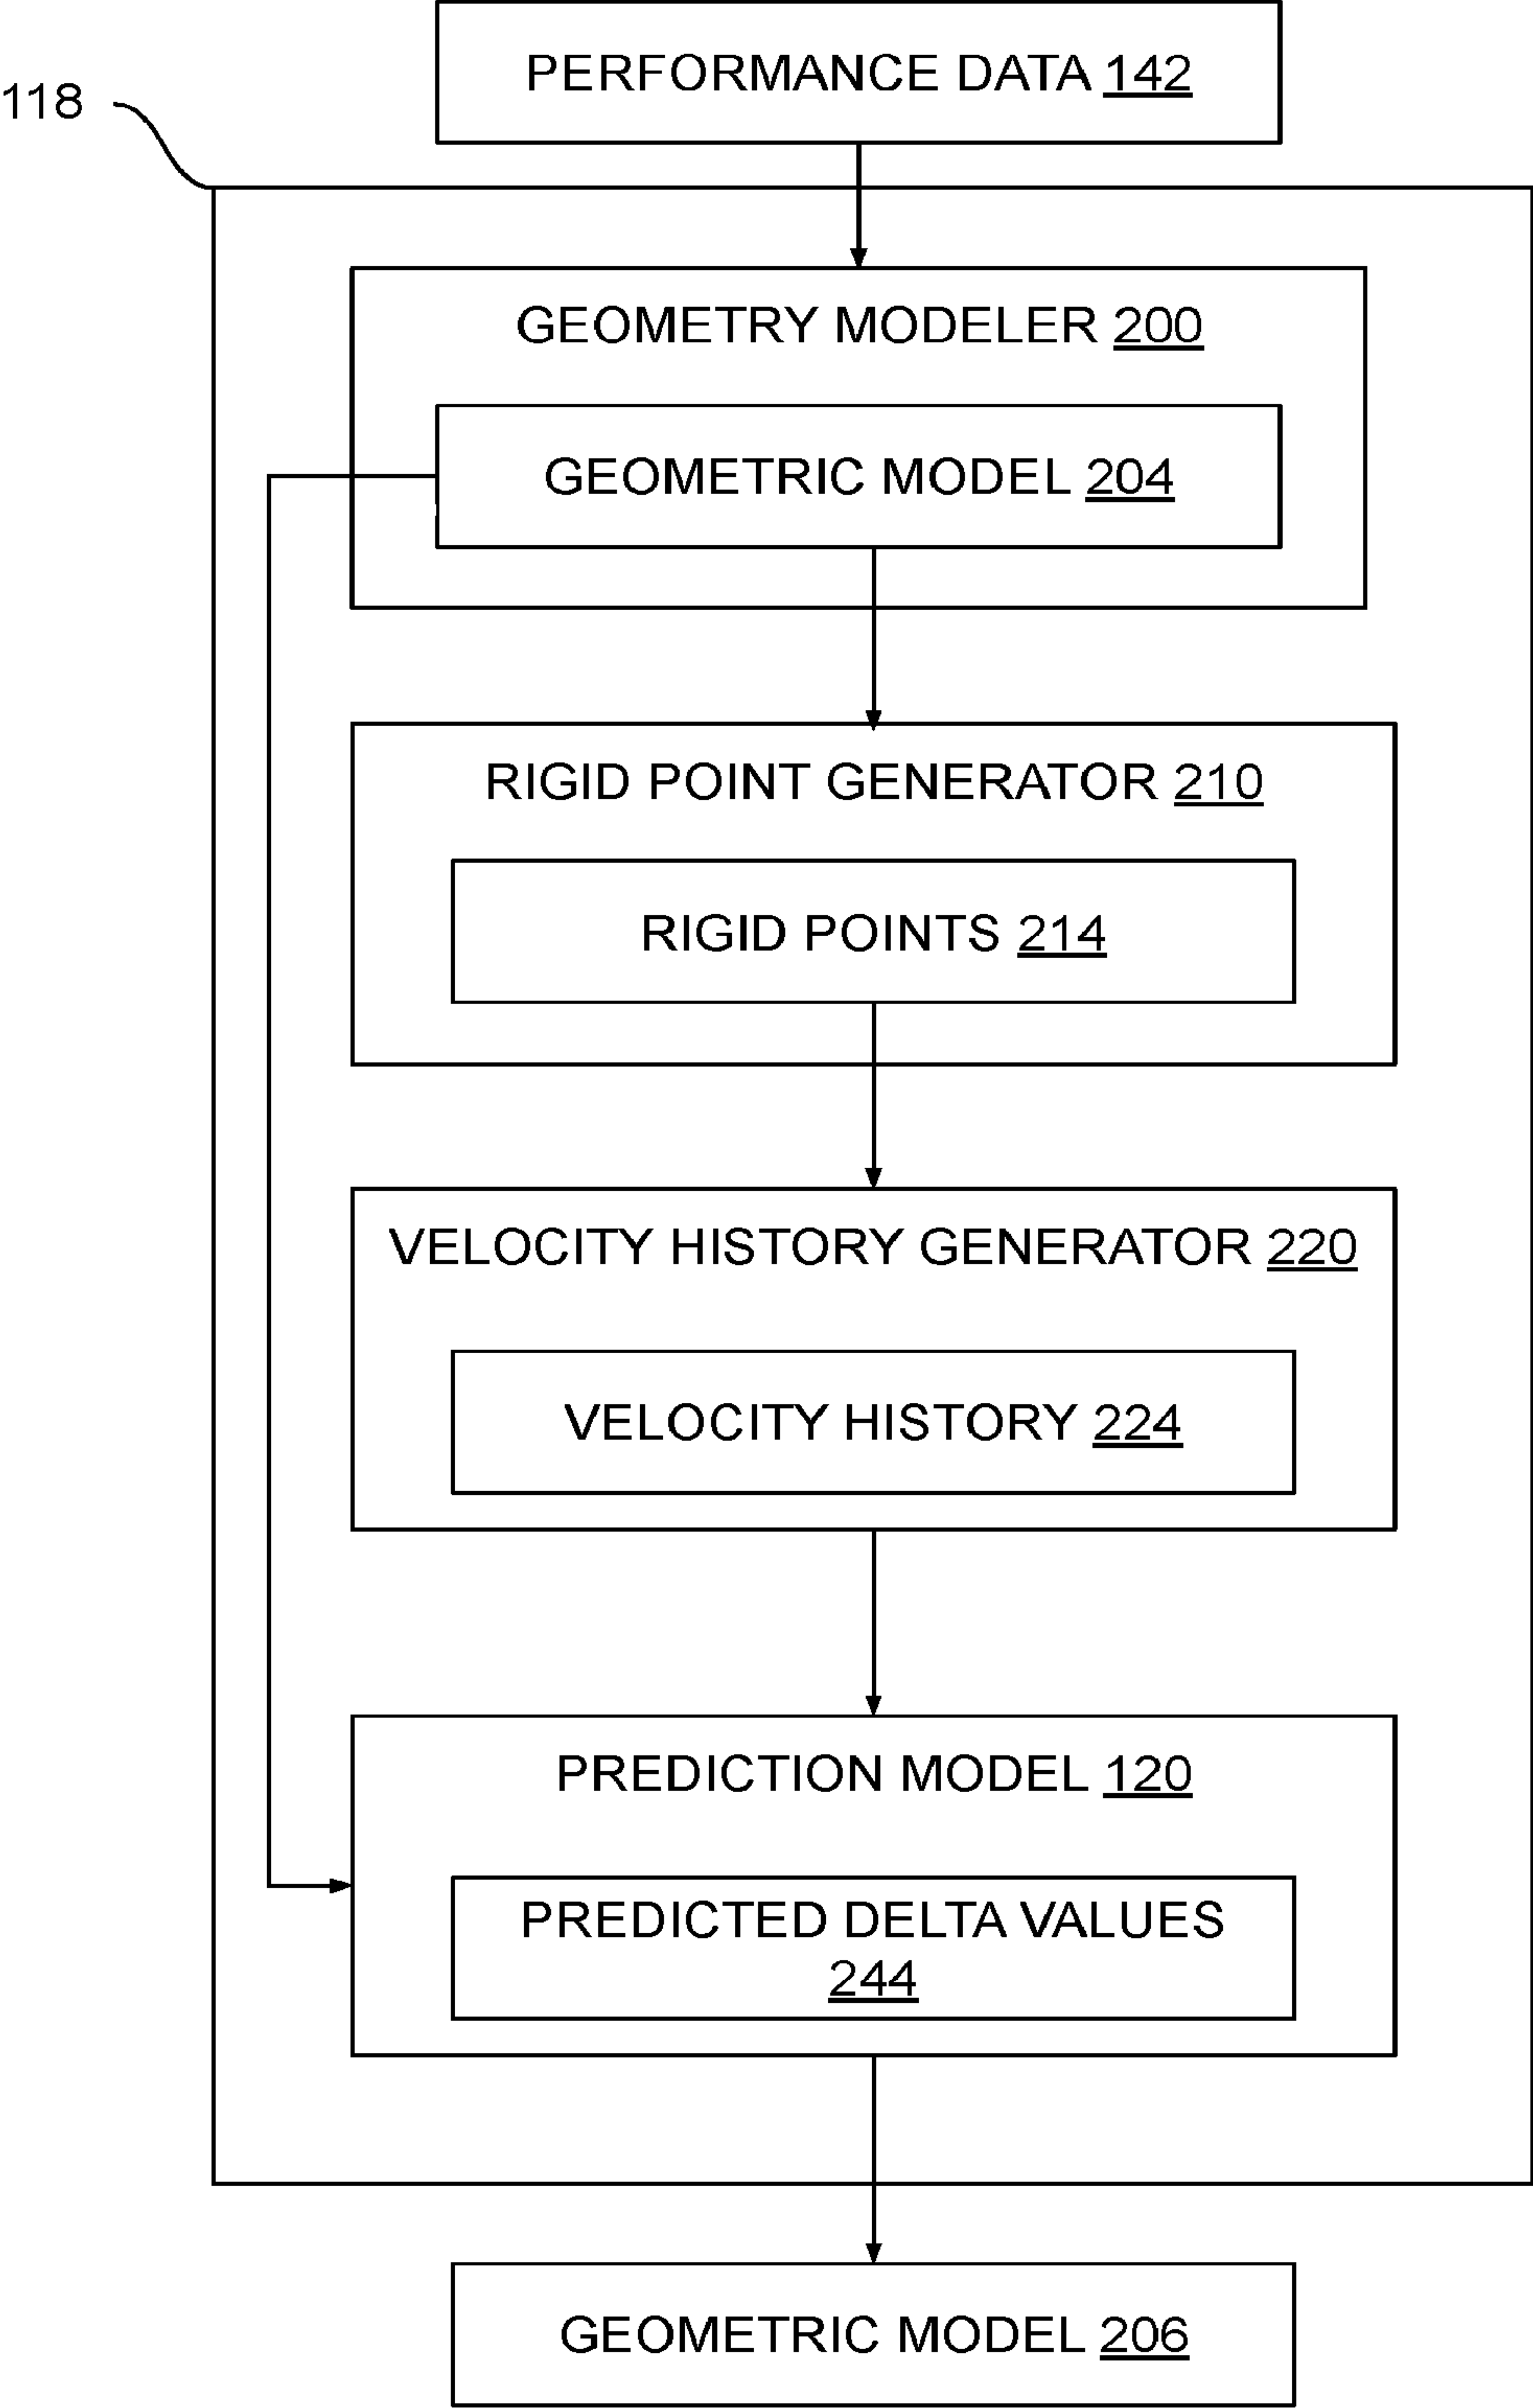 PERFORMANCE DATA 142
118
GEOMETRY MODELER 200
GEOMETRIC MODEL 204
RIGID POINT GENERATOR 210
RIGID POINTS 214
VELOCITY HISTORY GENERATOR 220
VELOCITY HISTORY 224
PREDICTION MODEL 120
PREDICTED DELTA VALUES
244
GEOMETRIC MODEL 206